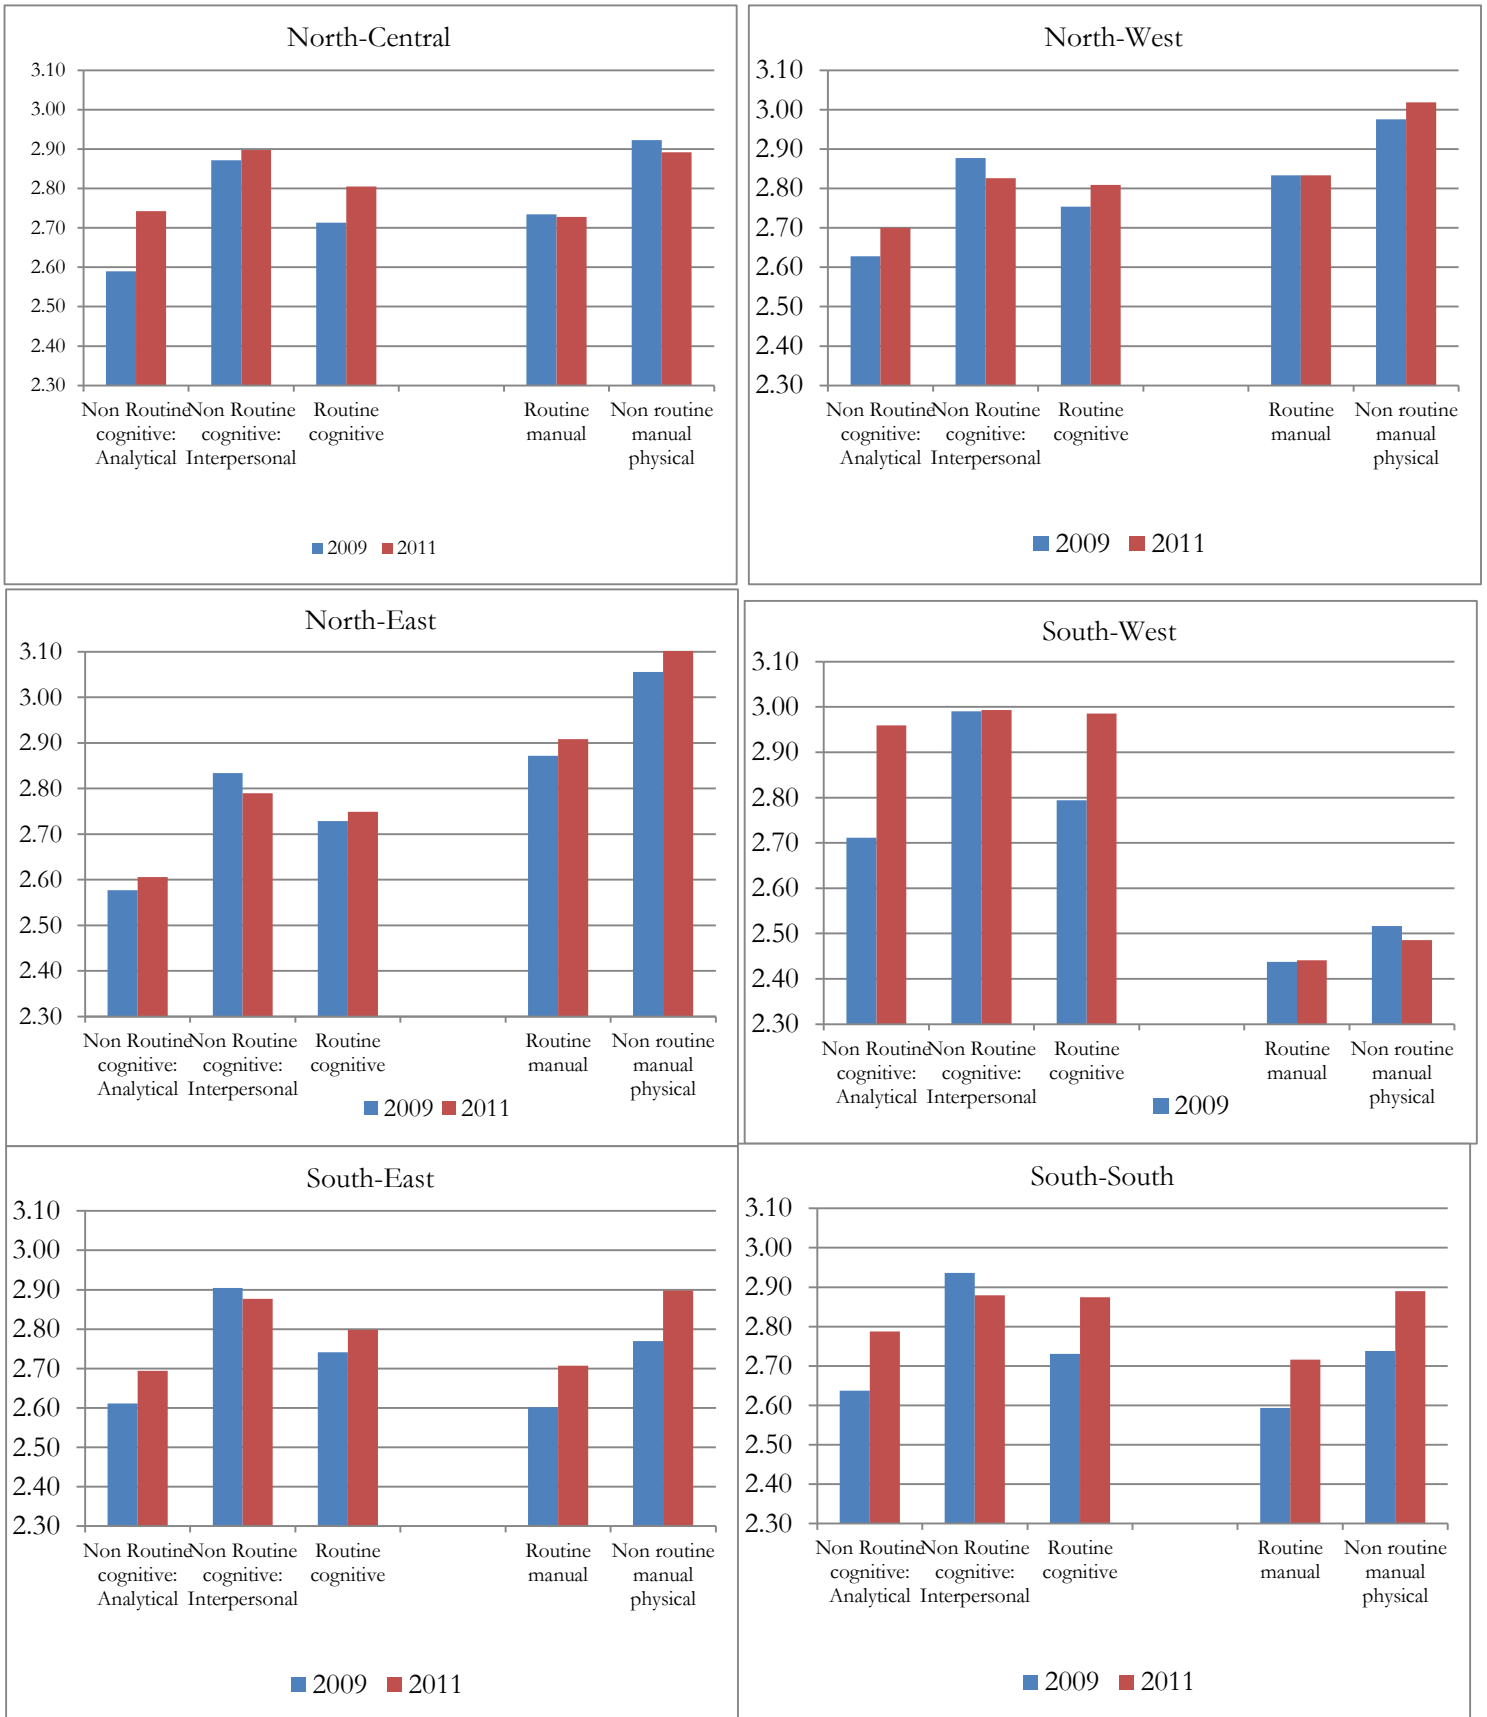 North-Central
3.10
3.00
2.90
2.80
2.70
2.60
2.50
2.40
2.30
Non Routine Non Routine Routine Routine Non routine
cognitive: cognitive: cognitive manual manual
Analytical Interpersonal physical
2009 2011
North-West
3.10
3.00
2.90
2.80
2.70
2.60
2.50
2.40
2.30
Non Routine Non Routine Routine Routine Non routine
cognitive: cognitive: cognitive manual manual
Analytical Interpersonal physical
2009 2011
North-East
3.10
3.00
2.90
2.80
2.70
2.60
2.50
2.40
2.30
Non Routine Non Routine Routine Routine Non routine
cognitive: cognitive: cognitive manual manual
Analytical Interpersonal physical
2009 2011
South-West
3.10
3.00
2.90
2.80
2.70
2.60
2.50
2.40
2.30
Non Routine Non Routine Routine Routine Non routine
cognitive: cognitive: cognitive manual manual
Analytical Interpersonal physical
2009
South-East
3.10
3.00
2.90
2.80
2.70
2.60
2.50
2.40
2.30
Non Routine Non Routine Routine Routine Non routine
cognitive: cognitive: cognitive manual manual
Analytical Interpersonal physical
2009 2011
South-South
3.10
3.00
2.90
2.80
2.70
2.60
2.50
2.40
2.30
Non Routine Non Routine Routine Routine Non routine
cognitive: cognitive: cognitive manual manual
Analytical Interpersonal physical
2009 2011